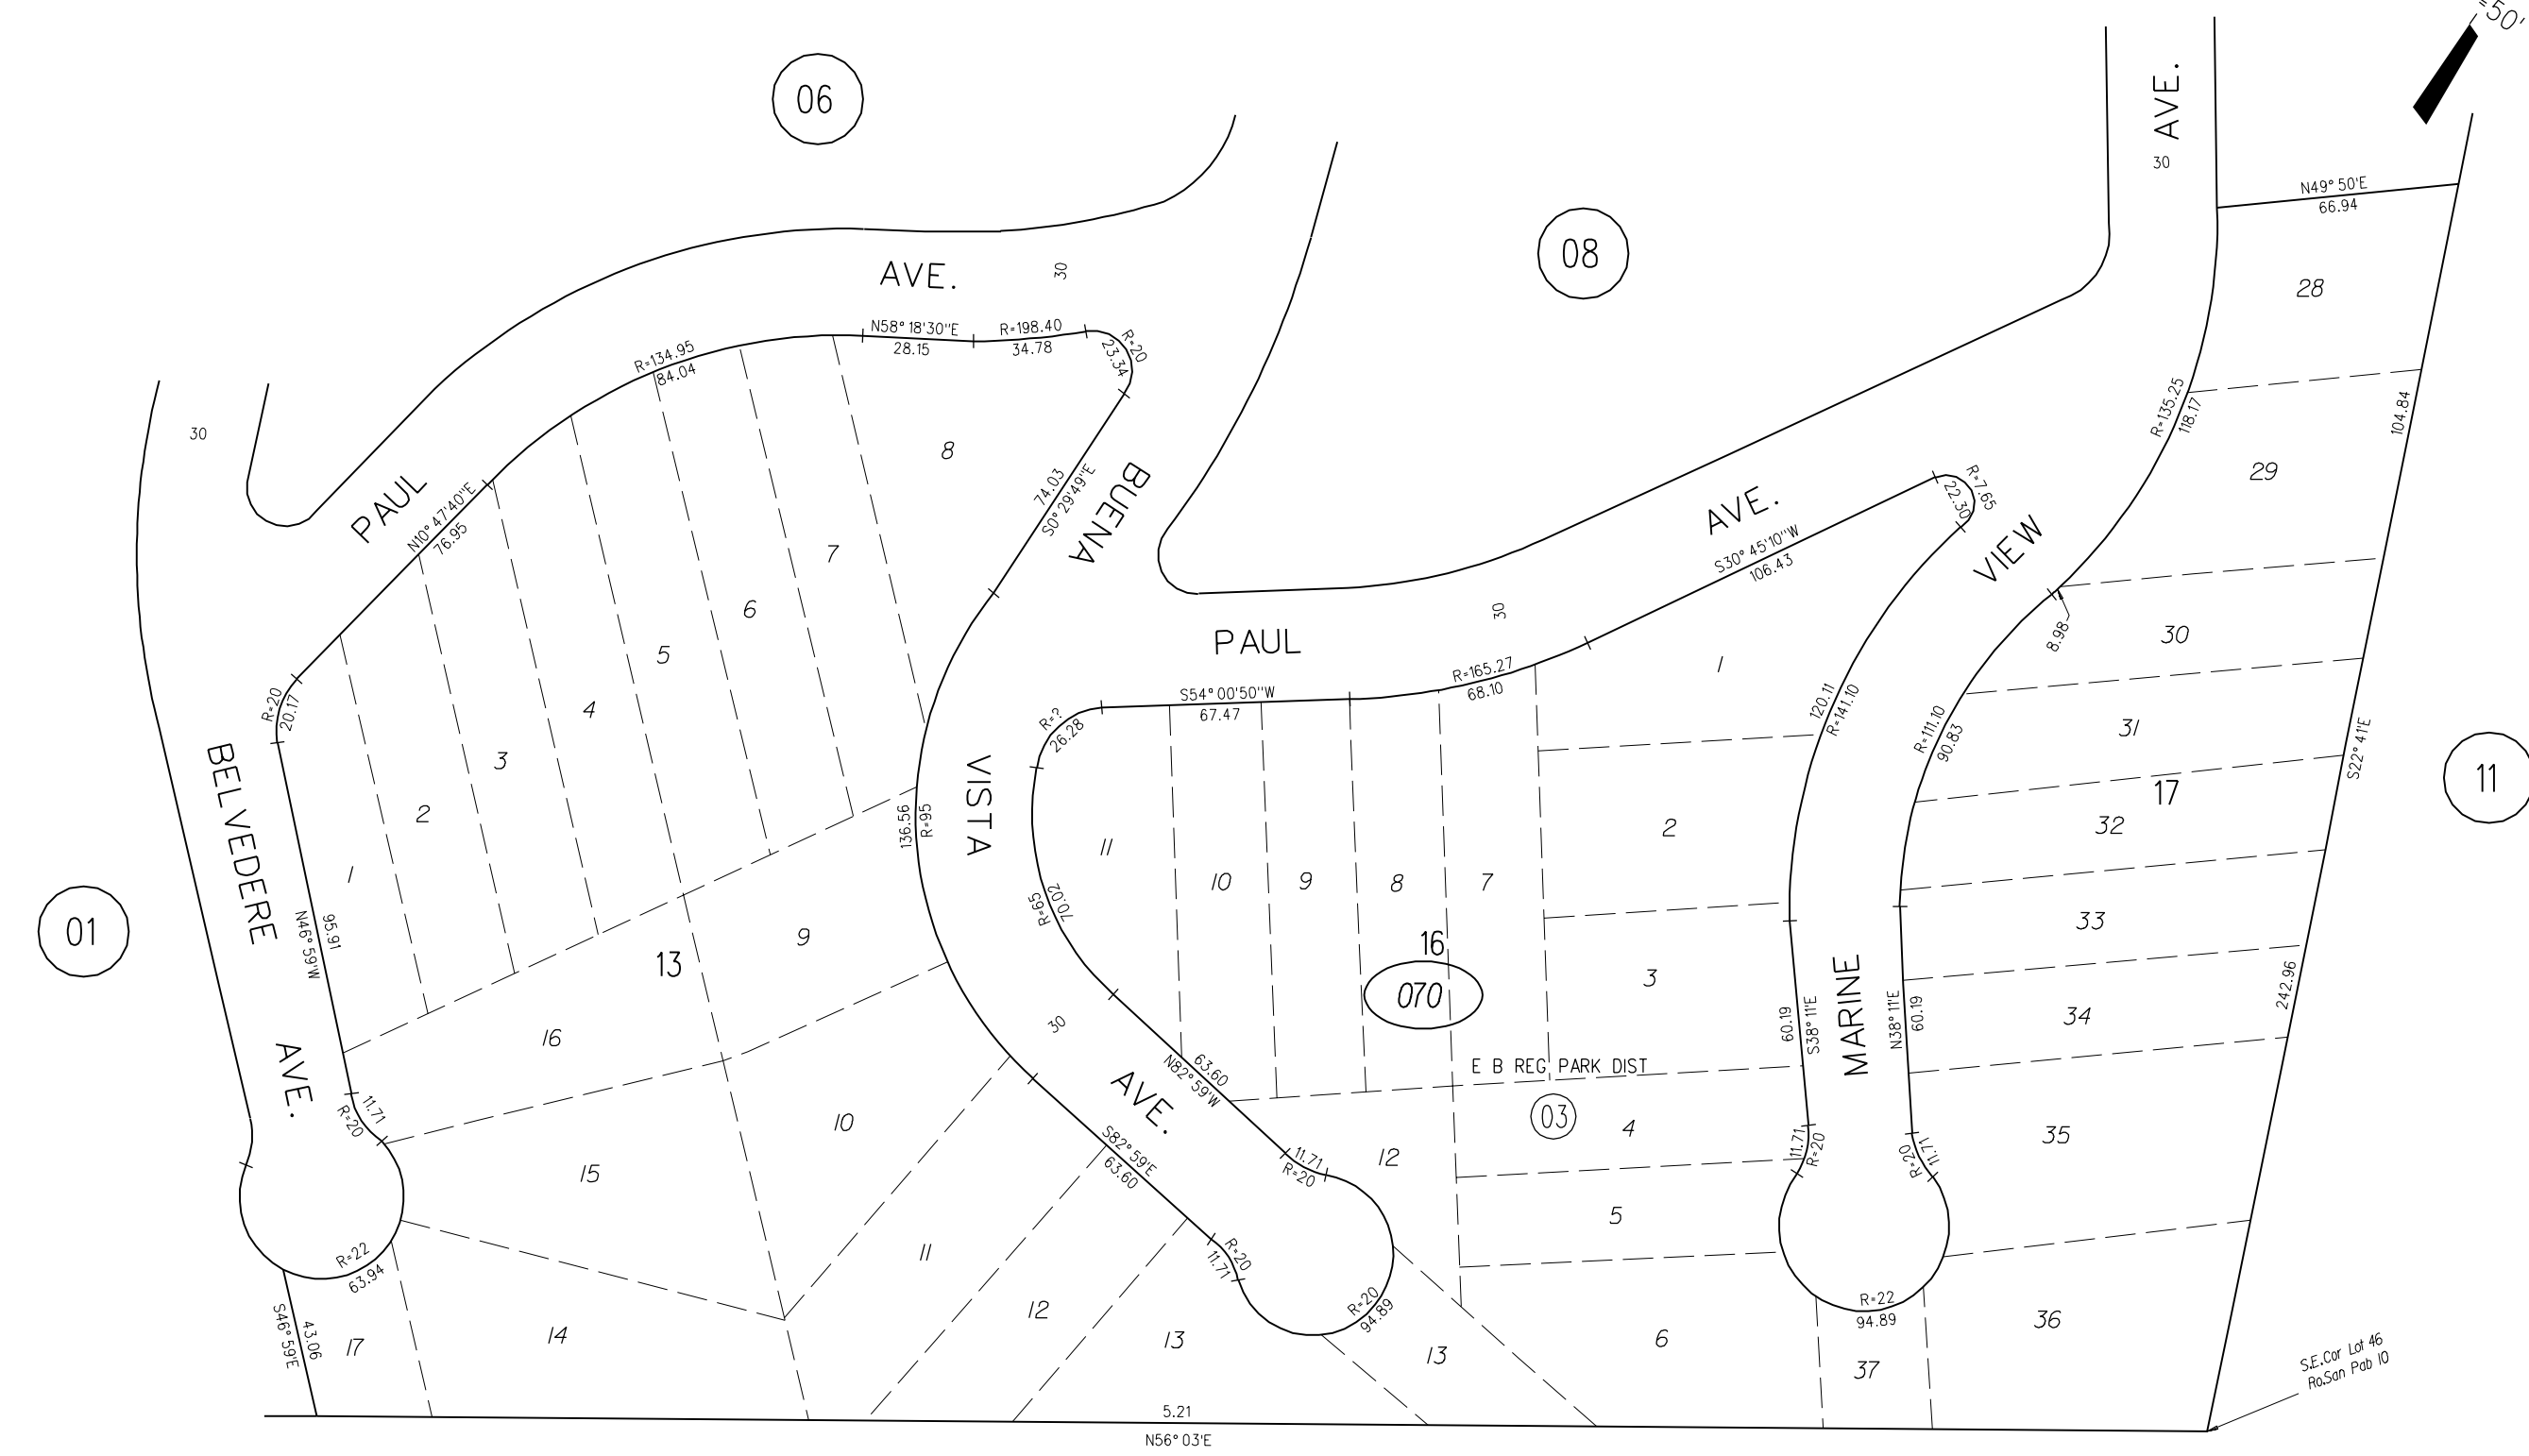 =50'
06
AVE.
30
08
N49° 50'E
66.94
28
AVE.
30
N58° 18'30"E
28.15
R=198.40
34.78
R=20
23.34
R=134.95
84.04
30
8
R=135.25
118.17
104.84
29
PAUL
N10° 47'40"E
76.95
74.03
S0° 29'49"E
BUENA
7
AVE.
S30° 45'10"W
106.43
R=7.65
22.30
VIEW
6
5
4
3
2
1
30
PAUL
R=165.27
68.10
S54° 00'50"W
67.47
R=?
26.28
8.98
30
1
R=20
20.17
120.11
R=141.10
R=111.10
90.83
31
S22° 41'E
17
11
BELVEDERE
VISTA
136.56
R=95
11
2
32
01
N46° 59'W
95.91
13
9
R=65
70.02
10
9
8
7
16
070
33
3
MARINE
34
242.96
16
30
60.19
S38° 11'E
N38° 11'E
60.19
AVE.
63.60
N82° 59'W
E B REG PARK DIST
03
AVE.
11.71
R=20
10
4
12
11.71
R=20
R=20
11.71
35
15
S82° 59'E
63.60
11.71
R=20
5
11
R=20
11.71
R=22
63.94
12
R=20
94.89
R=22
94.89
36
S46° 59'E
43.06
17
14
13
13
6
37
S.E.Cor Lot 46
Ro.San Pab 10
5.21
N56° 03'E